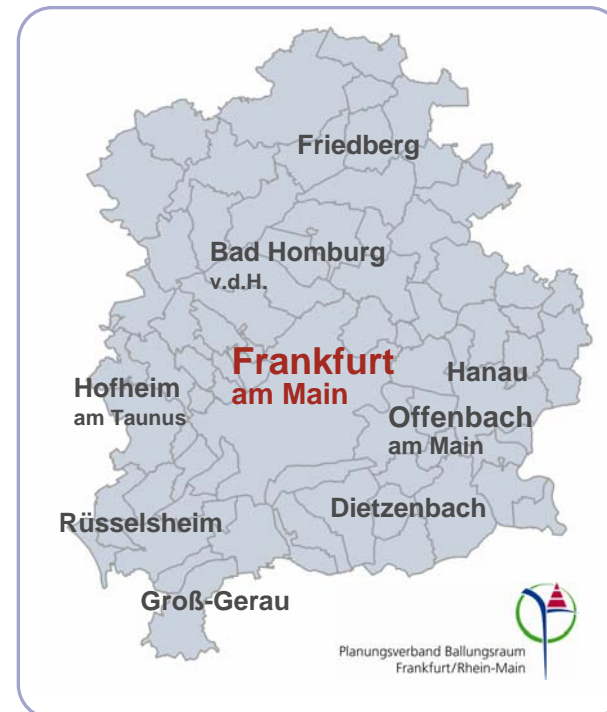 Friedberg
Bad Homburg
v.d.H.
Frankfurt
am Main
Hanau
Hofheim
am Taunus
Offenbach
am Main
Dietzenbach
Rüsselsheim
Groß-Gerau
Planungsverband Ballungsraum
Frankfurt/Rhein-Main